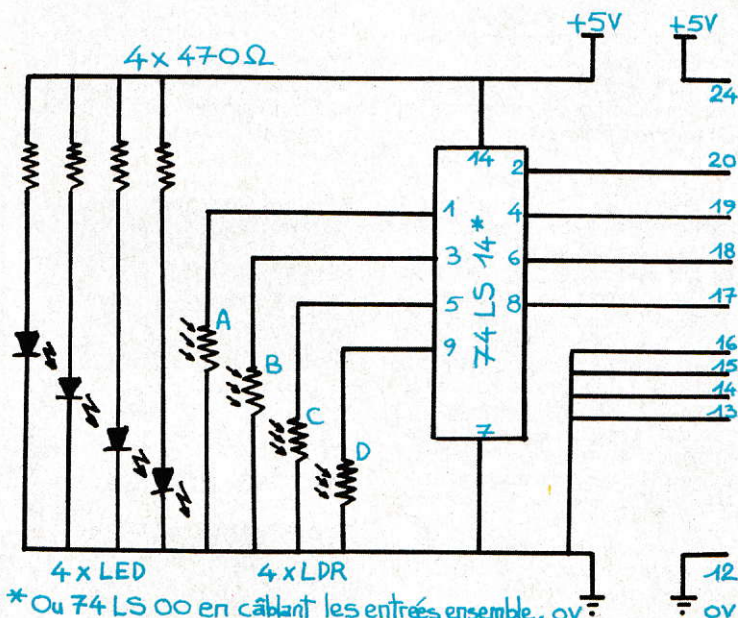 4 x 470 Ω
+5V
+5V
24
14
2
20
1
4
19
3
6
18
5
8
17
9
74 LS 14 *
7
A
B
C
D
16
15
14
13
4 x LED
4 x LDR
12
* Ou 74 LS 00 en câblant les entrées ensemble..
0V
0V